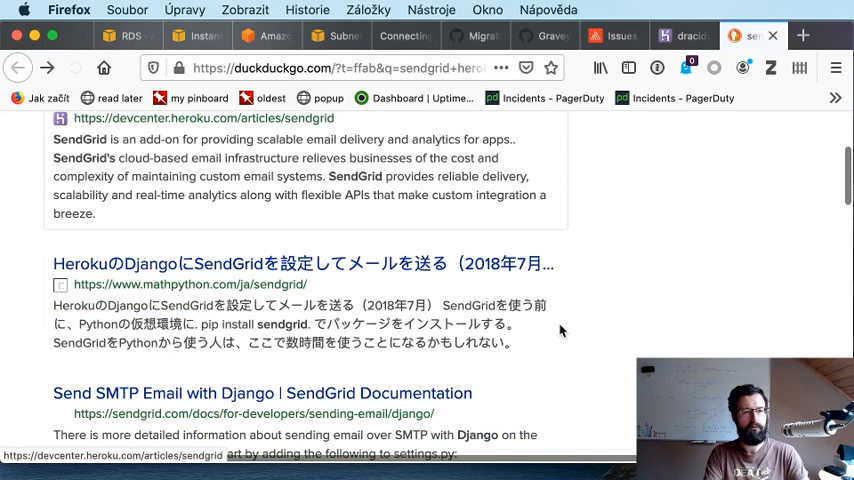 Firefox Soubor Úpravy Zobrazit Historie Záložky Nástroje Okno Nápověda
RDS · Instanc Amazo Subne Connecting Migrat Gravey Issues dracid sen
https://duckduckgo.com/?t=ffab&q=sendgrid+herok
0
Jak začít read later my pinboard oldest popup Dashboard | Uptime... Incidents - PagerDuty Incidents - PagerDuty
https://devcenter.heroku.com/articles/sendgrid
SendGrid is an add-on for providing scalable email delivery and analytics for apps..
SendGrid's cloud-based email infrastructure relieves businesses of the cost and
complexity of maintaining custom email systems. SendGrid provides reliable delivery,
scalability and real-time analytics along with flexible APIs that make custom integration a
breeze.
HerokuのDjangoにSendGridを設定してメールを送る（2018年7月...
https://www.mathpython.com/ja/sendgrid/
HerokuのDjangoにSendGridを設定してメールを送る（2018年7月） SendGridを使う前
に、Pythonの仮想環境に. pip install sendgrid. でパッケージをインストールする。
SendGridをPythonから使う人は、ここで数時間を使うことになるかもしれない。
Send SMTP Email with Django | SendGrid Documentation
https://sendgrid.com/docs/for-developers/sending-email/django/
There is more detailed information about sending email over SMTP with Django on the
https://devcenter.heroku.com/articles/sendgrid art by adding the following to settings.py: